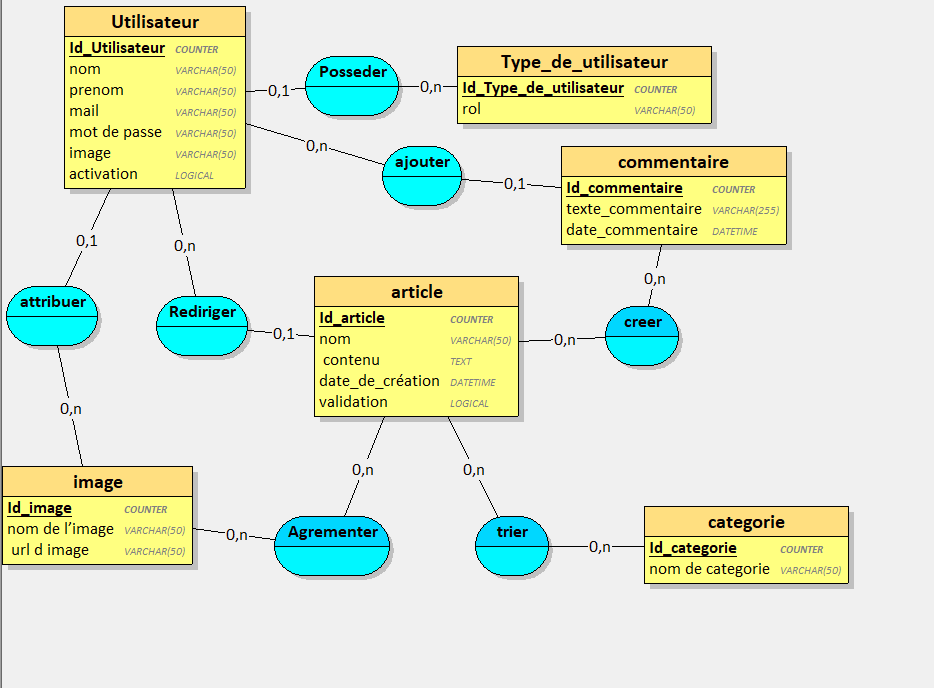 Utilisateur
Id_Utilisateur COUNTER
nom VARCHAR(50)
prenom VARCHAR(50)
mail VARCHAR(50)
mot de passe VARCHAR(50)
image VARCHAR(50)
activation LOGICAL
0,1
Posseder
0,n
Type_de_utilisateur
Id_Type_de_utilisateur COUNTER
rol VARCHAR(50)
0,n
ajouter
0,1
commentaire
Id_commentaire COUNTER
texte_commentaire VARCHAR(255)
date_commentaire DATETIME
0,1
0,n
0,n
attribuer
Rediriger
0,1
article
Id_article COUNTER
nom VARCHAR(50)
contenu TEXT
date_de_création DATETIME
validation LOGICAL
0,n
creer
0,n
0,n
0,n
image
Id_image COUNTER
nom de l’image VARCHAR(50)
url d image VARCHAR(50)
0,n
Agrementer
trier
0,n
categorie
Id_categorie COUNTER
nom de categorie VARCHAR(50)